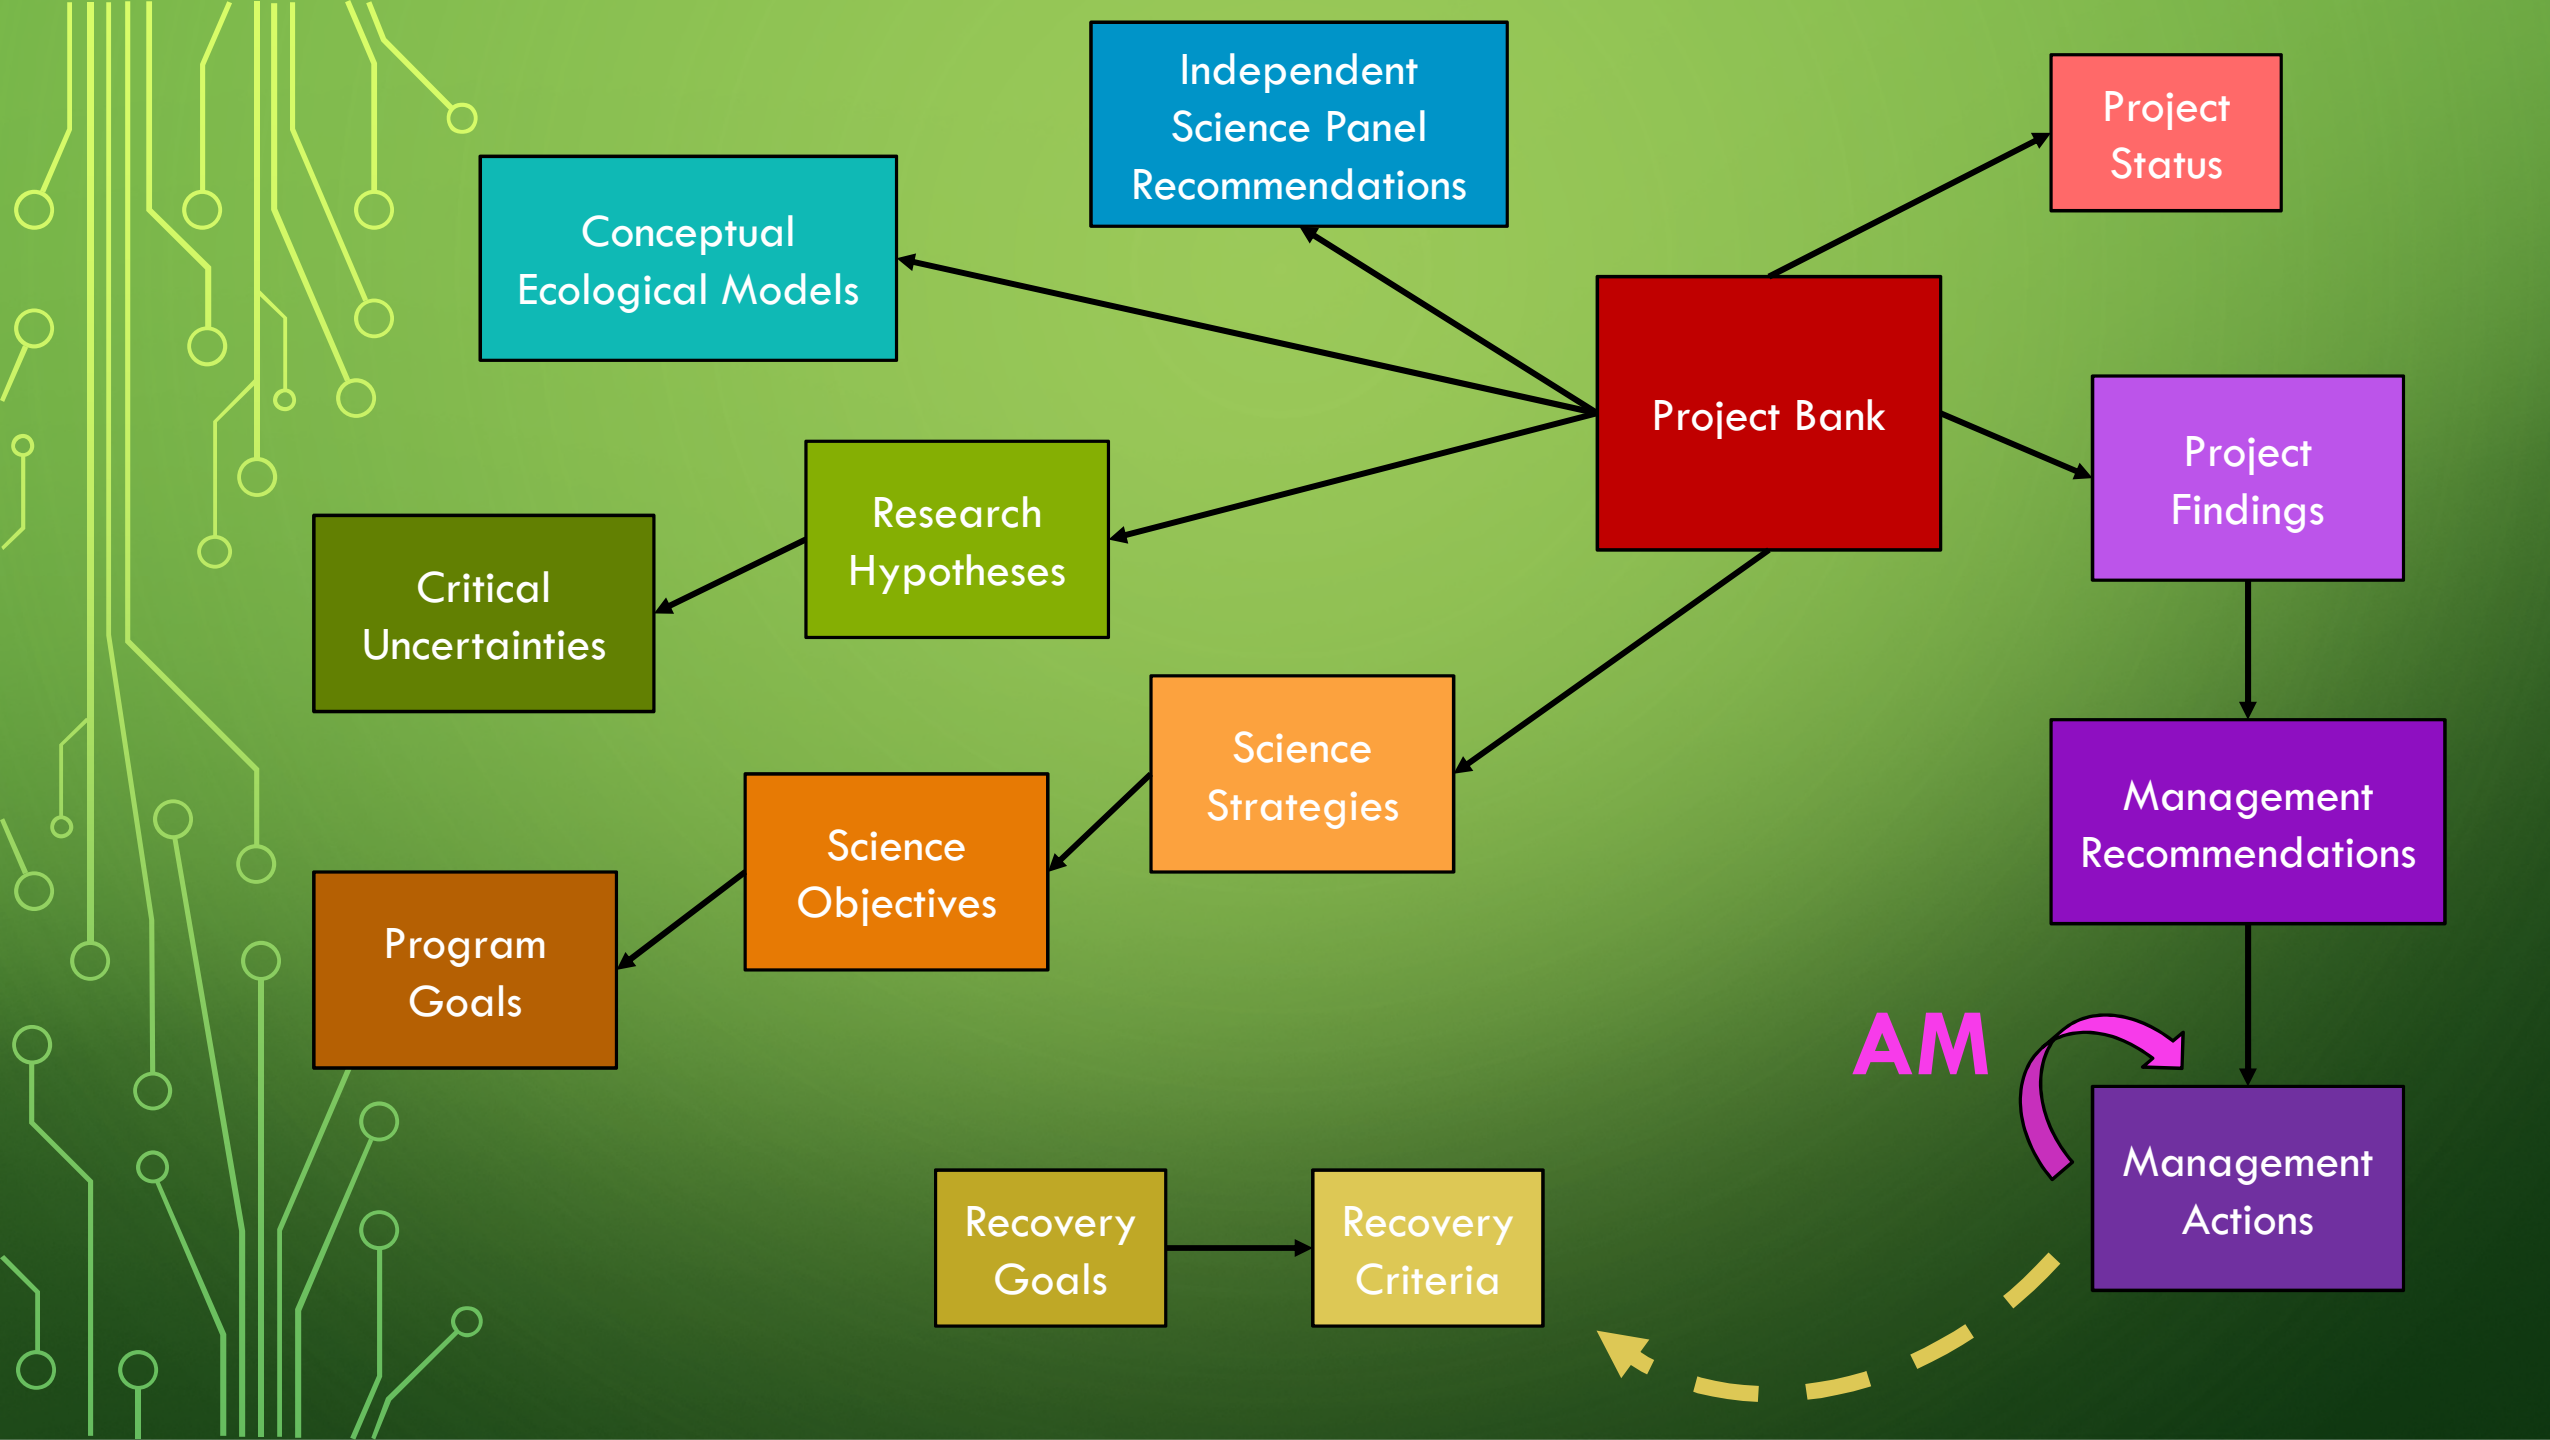 Independent
Science Panel
Recommendations
Project
Status
Conceptual
Ecological Models
Project Bank
Project
Findings
Research
Hypotheses
Critical
Uncertainties
Science
Strategies
Management
Recommendations
Science
Objectives
Program
Goals
AM
Management
Actions
Recovery
Goals
Recovery
Criteria